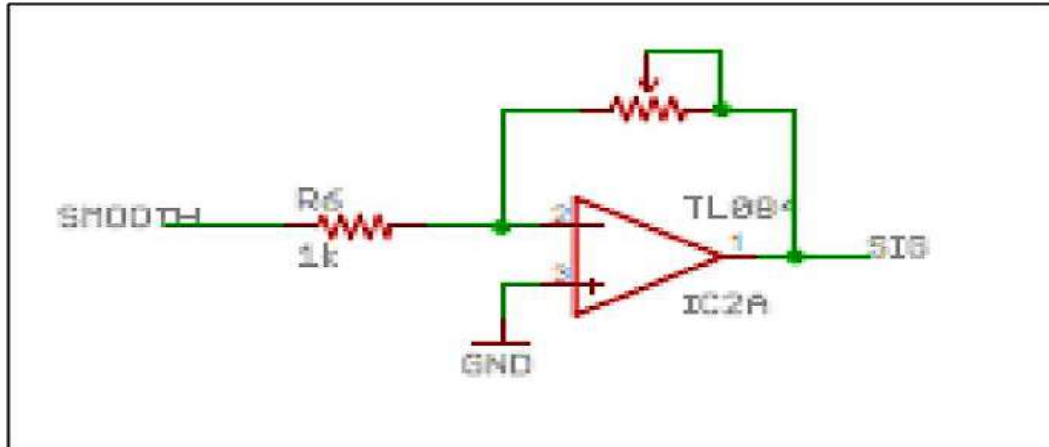 R6
SMOOTH
1k
2
3
TL084
1
SIG
IC2A
GND